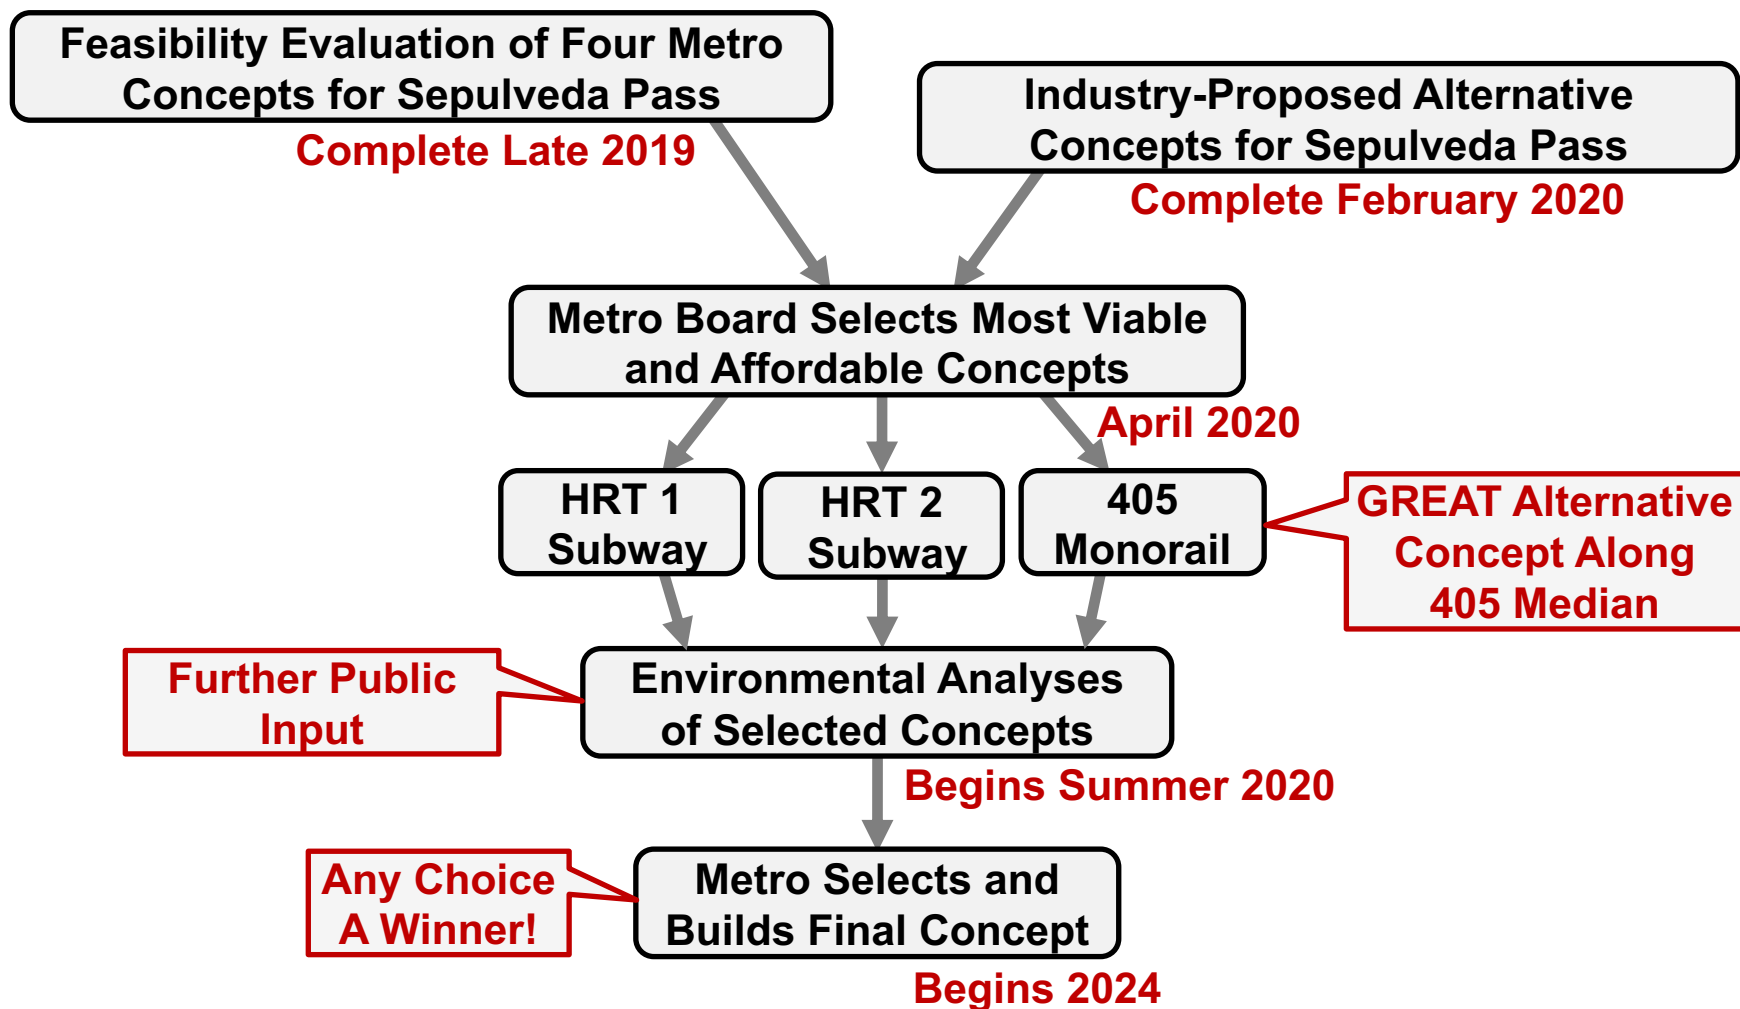 Feasibility Evaluation of Four Metro
Concepts for Sepulveda Pass
Complete Late 2019
Industry-Proposed Alternative
Concepts for Sepulveda Pass
Complete February 2020
Metro Board Selects Most Viable
and Affordable Concepts
April 2020
HRT 1
Subway
HRT 2
Subway
405
Monorail
GREAT Alternative
Concept Along
405 Median
Further Public
Input
Environmental Analyses
of Selected Concepts
Begins Summer 2020
Any Choice
A Winner!
Metro Selects and
Builds Final Concept
Begins 2024